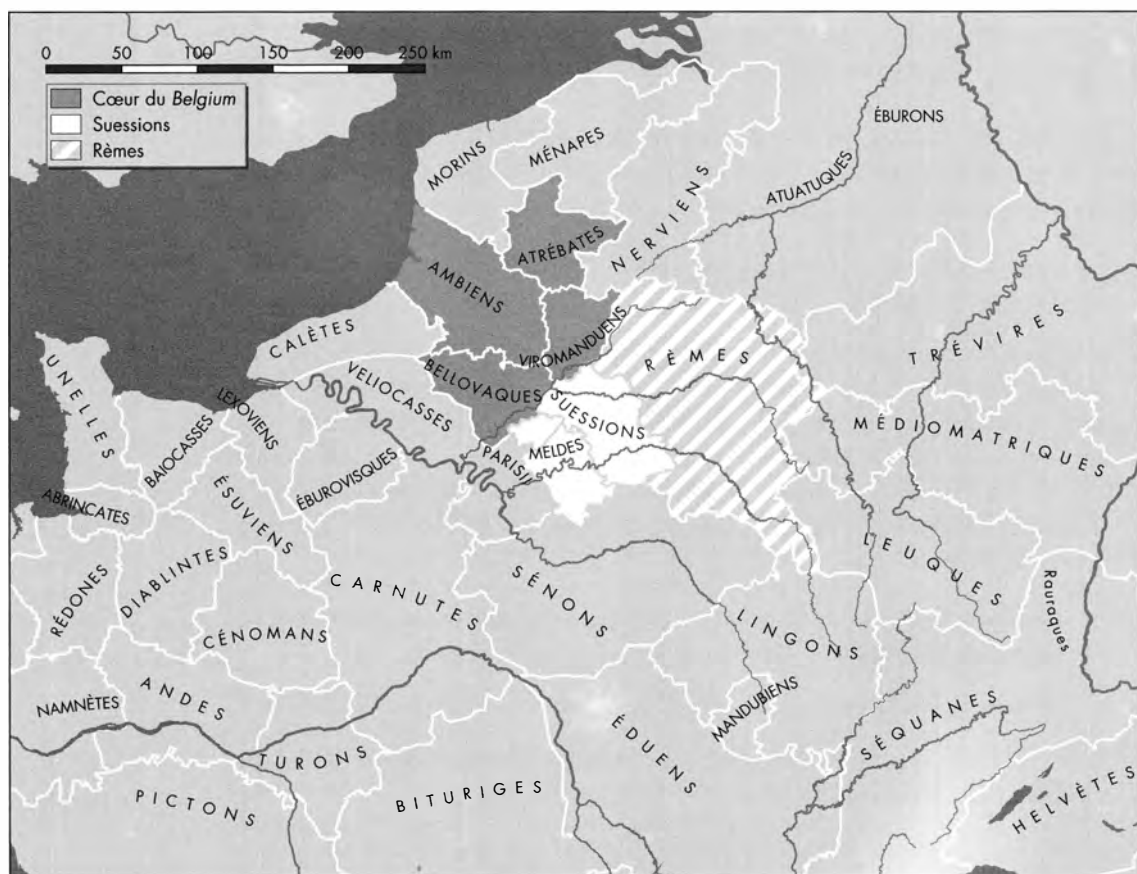 0 50 100 150 200 250 km
Cœur du Belgium
Suessions
Rèmes
ÉBURONS
MORINS
MÉNAPES
ATUATUQUES
NERVIENS
ATRÉBATES
AMBIENS
CALÈTES
VIROMANDUENS
RÈMES
TRÉVIRES
UNELLES
VELIOCASSES
BELLOVAQUES
LEXOVIENS
SUESSIONS
MÉDIOMATRIQUES
BAIOCASSES
MELDES
PARISII
ÉBUROVISQUES
ABRINCATES
ÉSUVIENS
LEUQUES
DIABLINTES
RÉDONES
CARNUTES
SÉNONS
Rauraques
CÉNOMANS
LINGONS
NAMNÈTES
ANDES
MANDUBIENS
ÉDUENS
SÉQUANES
TURONS
BITURIGES
PICTONS
HELVÈTES